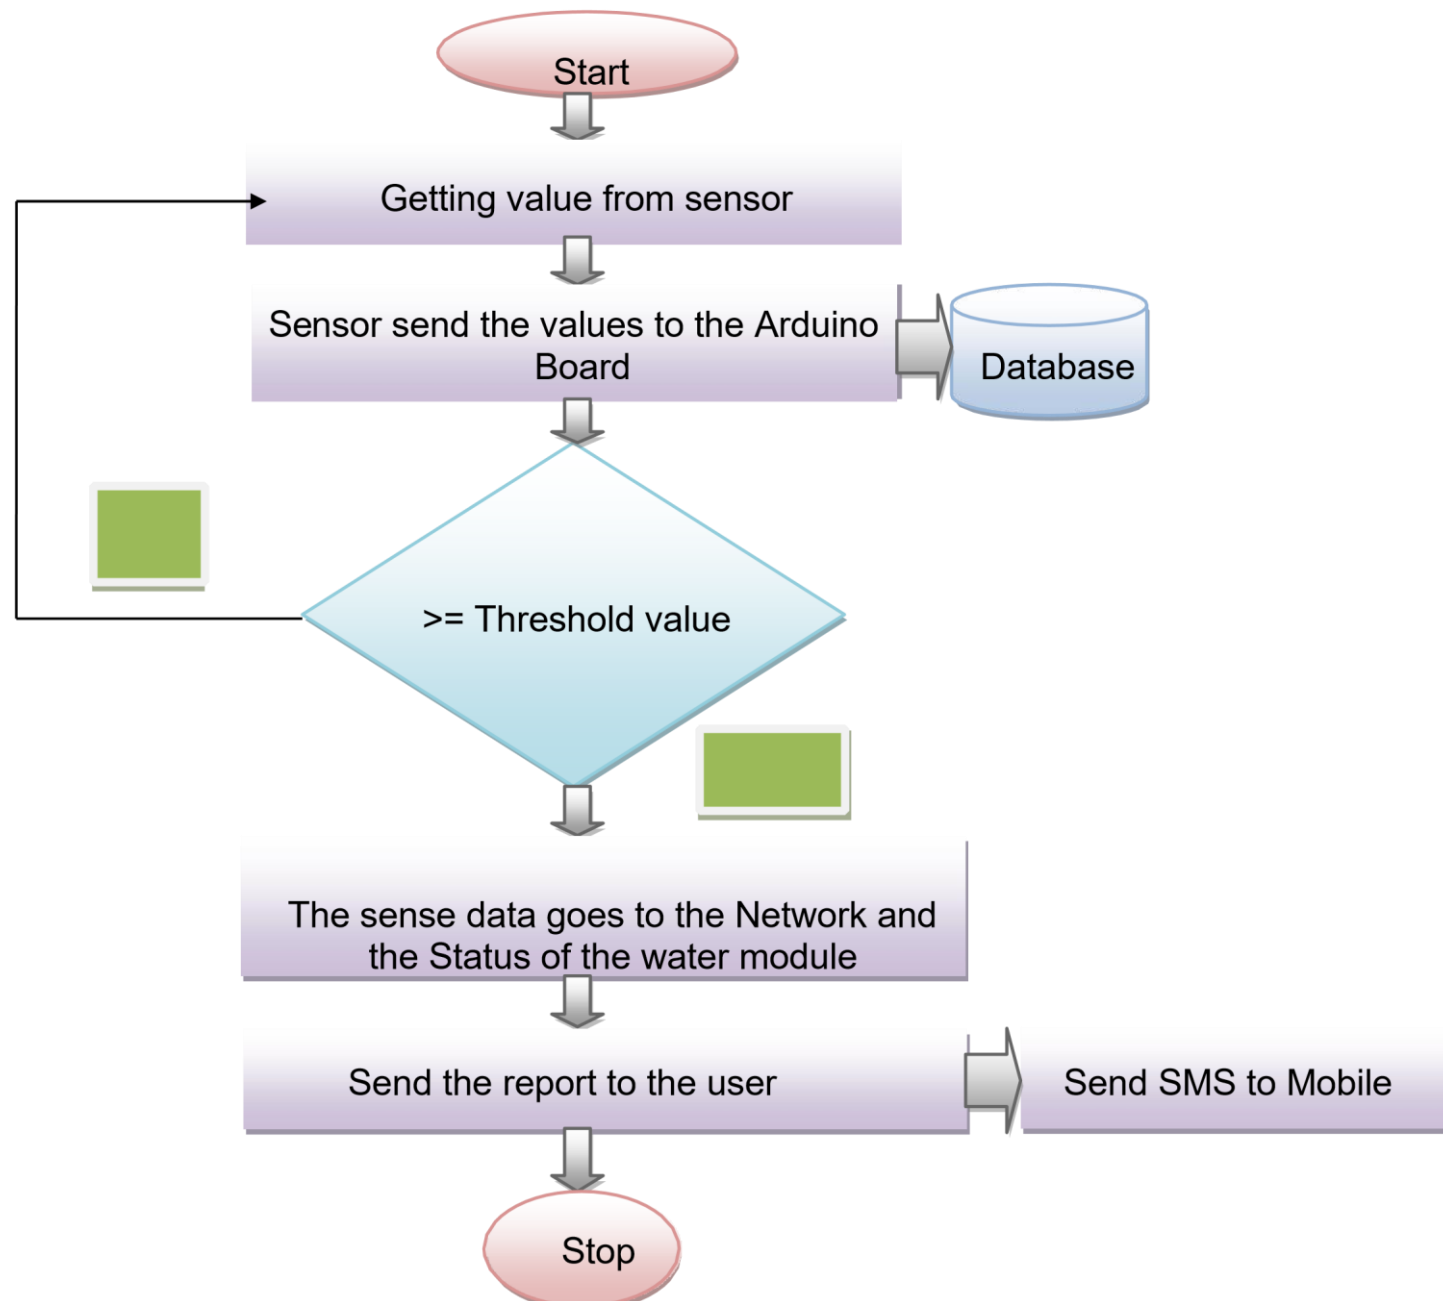 Start
Getting value from sensor
Sensor send the values to the Arduino
Board
Database
>= Threshold value
The sense data goes to the Network and
the Status of the water module
Send the report to the user
Send SMS to Mobile
Stop